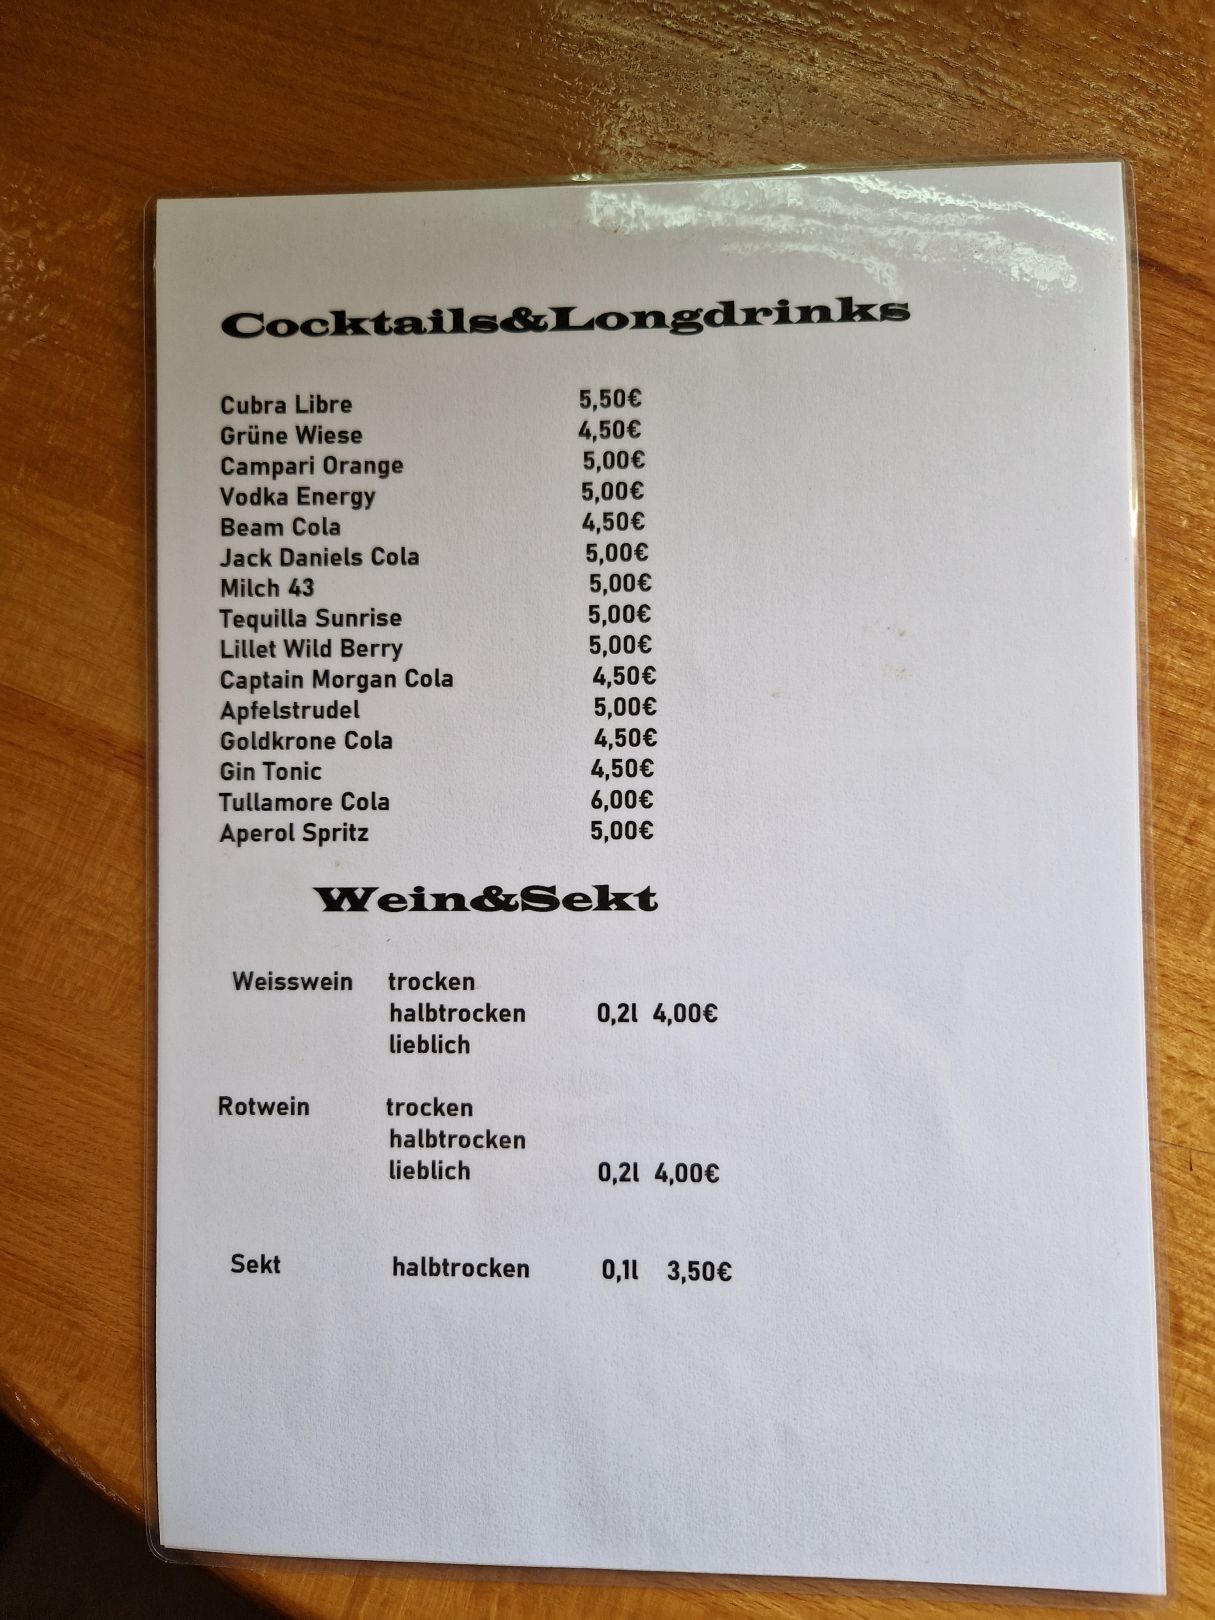 Cocktails&Longdrinks
Cubra Libre 5,50€
Grüne Wiese 4,50€
Campari Orange 5,00€
Vodka Energy 5,00€
Beam Cola 4,50€
Jack Daniels Cola 5,00€
Milch 43 5,00€
Tequilla Sunrise 5,00€
Lillet Wild Berry 5,00€
Captain Morgan Cola 4,50€
Apfelstrudel 5,00€
Goldkrone Cola 4,50€
Gin Tonic 4,50€
Tullamore Cola 6,00€
Aperol Spritz 5,00€
Wein&Sekt
Weisswein trocken
halbtrocken 0,2l 4,00€
lieblich
Rotwein trocken
halbtrocken
lieblich 0,2l 4,00€
Sekt halbtrocken 0,1l 3,50€